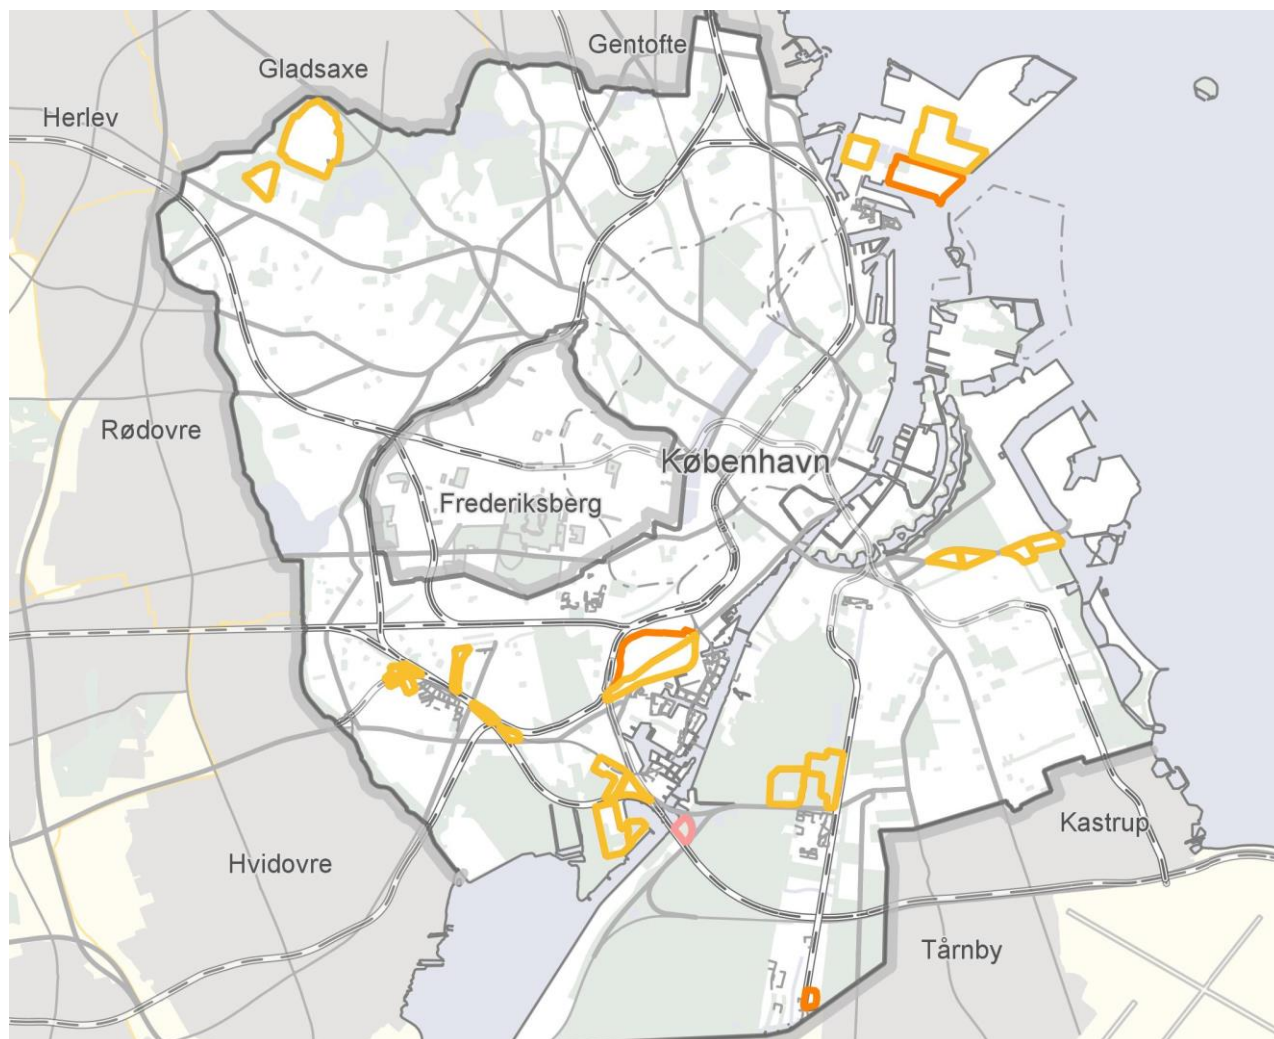 Gentofte
Gladsaxe
Herlev
Rødovre
København
Frederiksberg
Kastrup
Hvidovre
Tårnby